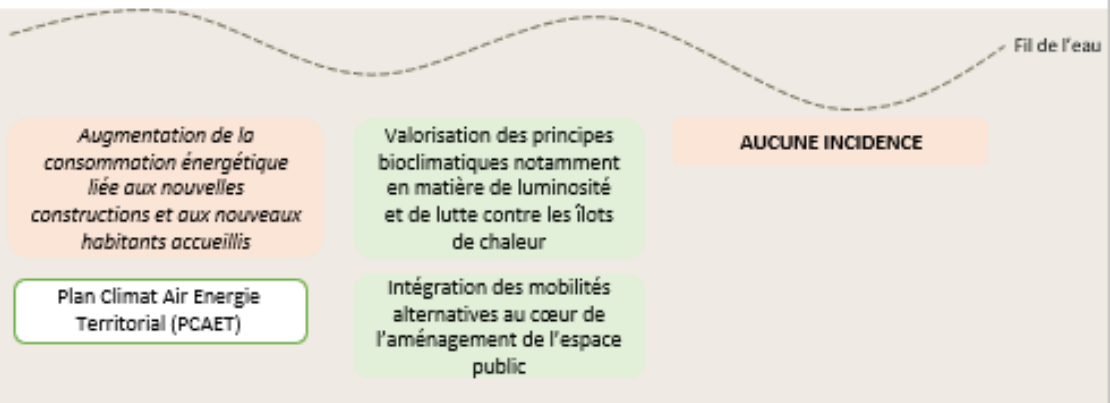 Fil de l'eau
Augmentation de la
consommation énergétique
liée aux nouvelles
constructions et aux nouveaux
habitants accueillis
Plan Climat Air Energie
Territorial (PCAET)
Valorisation des principes
bioclimatiques notamment
en matière de luminosité
et de lutte contre les îlots
de chaleur
Intégration des mobilités
alternatives au cœur de
l'aménagement de l'espace
public
AUCUNE INCIDENCE